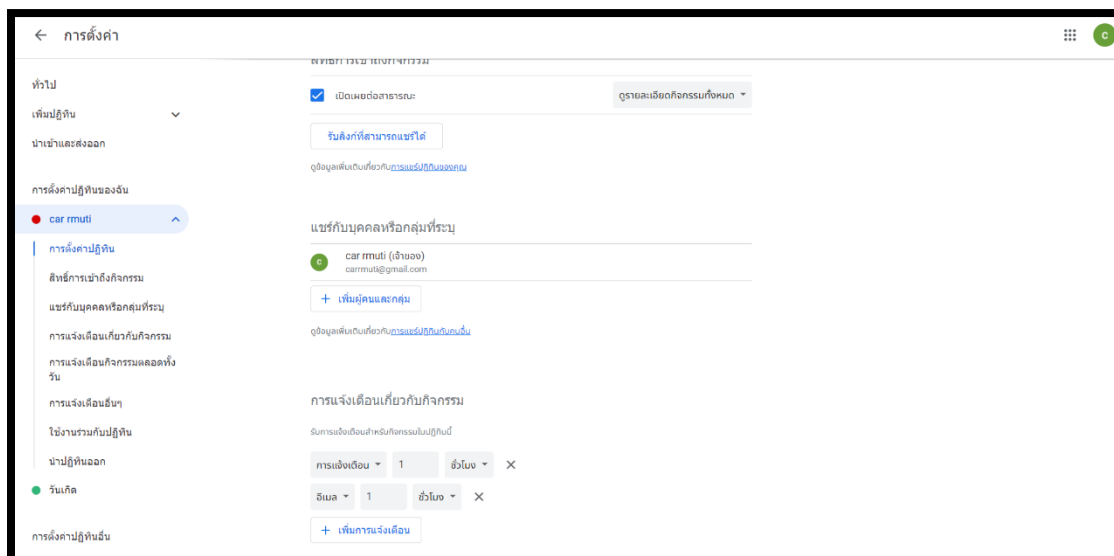 การตั้งค่า
C
ทั่วไป
เพิ่มปฏิทิน
นำเข้าและส่งออก
การตั้งค่าปฏิทินของฉัน
car rmuti
การตั้งค่าปฏิทิน
สิทธิ์การเข้าถึงกิจกรรม
แชร์กับบุคคลหรือกลุ่มที่ระบุ
การแจ้งเตือนเกี่ยวกับกิจกรรม
การแจ้งเตือนกิจกรรมตลอดทั้ง
วัน
การแจ้งเตือนอื่นๆ
ใช้งานร่วมกับปฏิทิน
นำปฏิทินออก
วันเกิด
การตั้งค่าปฏิทินอื่น
สิทธิ์การเข้าถึงกิจกรรม
เปิดเผยต่อสาธารณะ ดูรายละเอียดกิจกรรมทั้งหมด
รับลิงก์ที่สามารถแชร์ได้
ดูข้อมูลเพิ่มเติมเกี่ยวกับการแชร์ปฏิทินของคุณ
แชร์กับบุคคลหรือกลุ่มที่ระบุ
C car rmuti (เจ้าของ)
carrmuti@gmail.com
+ เพิ่มผู้คนและกลุ่ม
ดูข้อมูลเพิ่มเติมเกี่ยวกับการแชร์ปฏิทินกับคนอื่น
การแจ้งเตือนเกี่ยวกับกิจกรรม
รับการแจ้งเตือนสำหรับกิจกรรมในปฏิทินนี้
การแจ้งเตือน 1 ชั่วโมง
อีเมล 1 ชั่วโมง
+ เพิ่มการแจ้งเตือน